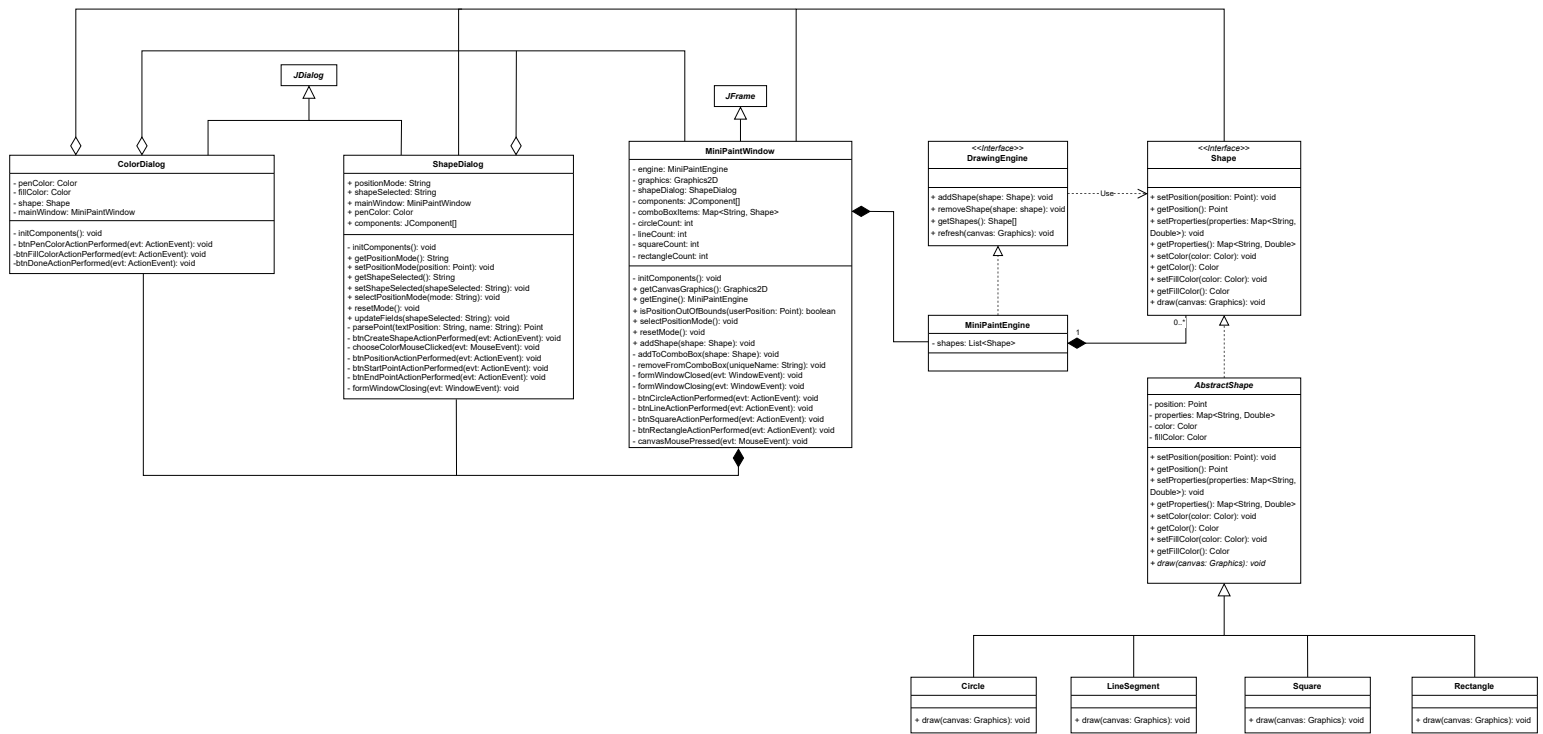 JDialog
JFrame
ColorDialog
- penColor: Color
- fillColor: Color
- shape: Shape
- mainWindow: MiniPaintWindow
- initComponents(): void
- btnPenColorActionPerformed(evt: ActionEvent): void
-btnFillColorActionPerformed(evt: ActionEvent): void
-btnDoneActionPerformed(evt: ActionEvent): void
ShapeDialog
+ positionMode: String
+ shapeSelected: String
+ mainWindow: MiniPaintWindow
+ penColor: Color
+ components: JComponent[]
- initComponents(): void
+ getPositionMode(): String
+ setPositionMode(position: Point): void
+ getShapeSelected(): String
+ setShapeSelected(shapeSelected: String): void
+ selectPositionMode(mode: String): void
+ resetMode(): void
+ updateFields(shapeSelected: String): void
- parsePoint(textPosition: String, name: String): Point
- btnCreateShapeActionPerformed(evt: ActionEvent): void
- chooseColorMouseClicked(evt: MouseEvent): void
- btnPositionActionPerformed(evt: ActionEvent): void
- btnStartPointActionPerformed(evt: ActionEvent): void
- btnEndPointActionPerformed(evt: ActionEvent): void
- formWindowClosing(evt: WindowEvent): void
MiniPaintWindow
- engine: MiniPaintEngine
- graphics: Graphics2D
- shapeDialog: ShapeDialog
- components: JComponent[]
- comboBoxItems: Map<String, Shape>
- circleCount: int
- lineCount: int
- squareCount: int
- rectangleCount: int
- initComponents(): void
+ getCanvasGraphics(): Graphics2D
+ getEngine(): MiniPaintEngine
+ isPositionOutOfBounds(userPosition: Point): boolean
+ selectPositionMode(): void
+ resetMode(): void
+ addShape(shape: Shape): void
- addToComboBox(shape: Shape): void
- removeFromComboBox(uniqueName: String): void
- formWindowClosed(evt: WindowEvent): void
- formWindowClosing(evt: WindowEvent): void
- btnCircleActionPerformed(evt: ActionEvent): void
- btnLineActionPerformed(evt: ActionEvent): void
- btnSquareActionPerformed(evt: ActionEvent): void
- btnRectangleActionPerformed(evt: ActionEvent): void
- canvasMousePressed(evt: MouseEvent): void
<<Interface>>
DrawingEngine
+ addShape(shape: Shape): void
+ removeShape(shape: shape): void
+ getShapes(): Shape[]
+ refresh(canvas: Graphics): void
Use
<<Interface>>
Shape
+ setPosition(position: Point): void
+ getPosition(): Point
+ setProperties(properties: Map<String,
Double>): void
+ getProperties(): Map<String, Double>
+ setColor(color: Color): void
+ getColor(): Color
+ setFillColor(color: Color): void
+ getFillColor(): Color
+ draw(canvas: Graphics): void
MiniPaintEngine
- shapes: List<Shape>
1
0..*
AbstractShape
- position: Point
- properties: Map<String, Double>
- color: Color
- fillColor: Color
+ setPosition(position: Point): void
+ getPosition(): Point
+ setProperties(properties: Map<String,
Double>): void
+ getProperties(): Map<String, Double>
+ setColor(color: Color): void
+ getColor(): Color
+ setFillColor(color: Color): void
+ getFillColor(): Color
+ draw(canvas: Graphics): void
Circle
+ draw(canvas: Graphics): void
LineSegment
+ draw(canvas: Graphics): void
Square
+ draw(canvas: Graphics): void
Rectangle
+ draw(canvas: Graphics): void